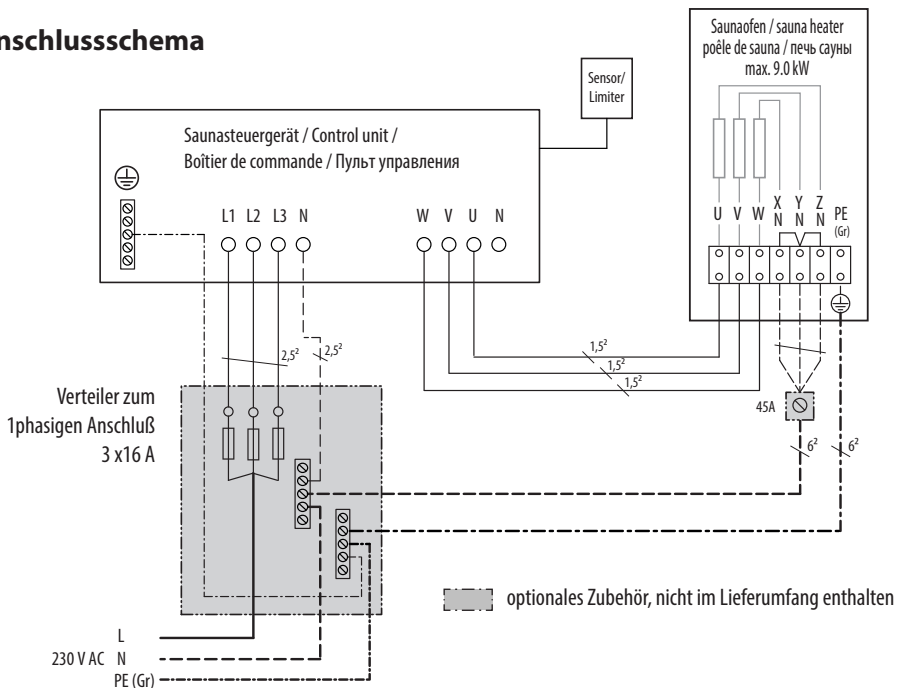 nschlussschema
Saunaofen / sauna heater
poêle de sauna / печь сауны
max. 9.0 kW
Sensor/
Limiter
Saunasteuergerät / Control unit /
Boîtier de commande / Пульт управления
L1 L2 L3 N
W V U N
U V W X Y Z PE
N N N (Gr)
2,5² 2,5²
1,5²
1,5²
1,5²
Verteiler zum
1phasigen Anschluß
3 x16 A
45A
6² 6²
optionales Zubehör, nicht im Lieferumfang enthalten
L
230 V AC N
PE (Gr)